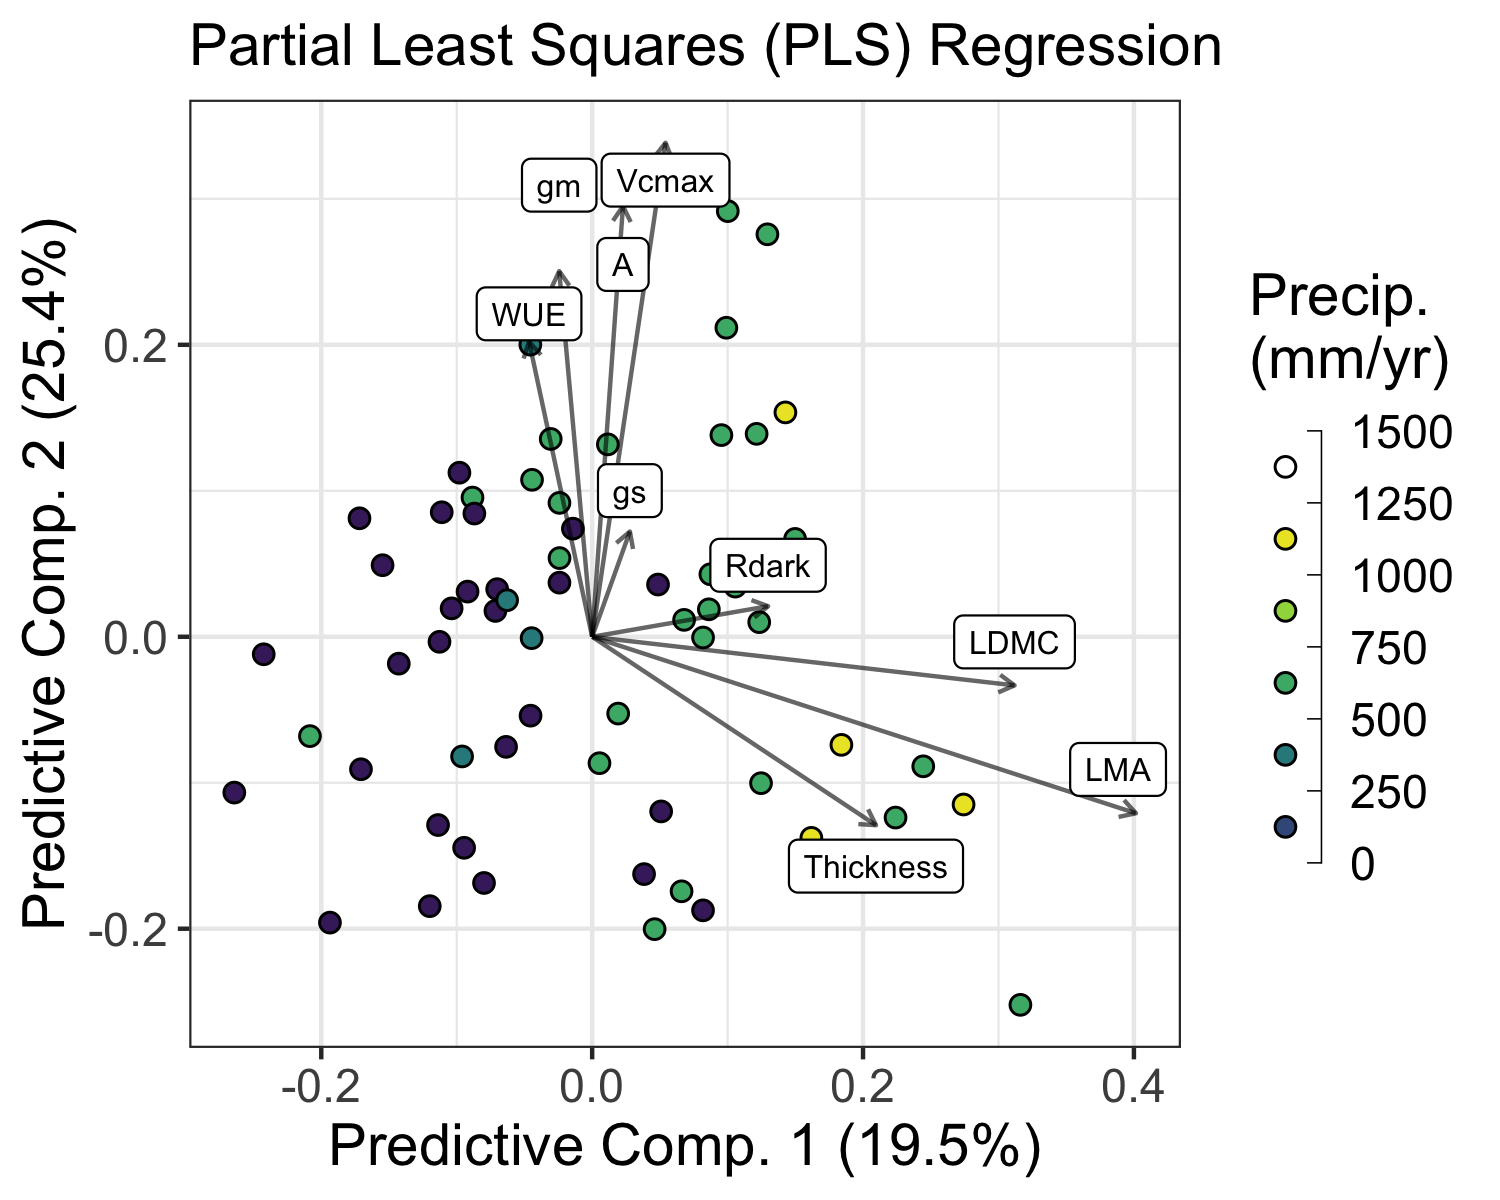 Partial Least Squares (PLS) Regression
Predictive Comp. 2 (25.4%)
0.2
0.0
-0.2
gm
Vcmax
A
WUE
gs
Rdark
LDMC
LMA
Thickness
-0.2
0.0
0.2
0.4
Predictive Comp. 1 (19.5%)
Precip.
(mm/yr)
1500
1250
1000
750
500
250
0